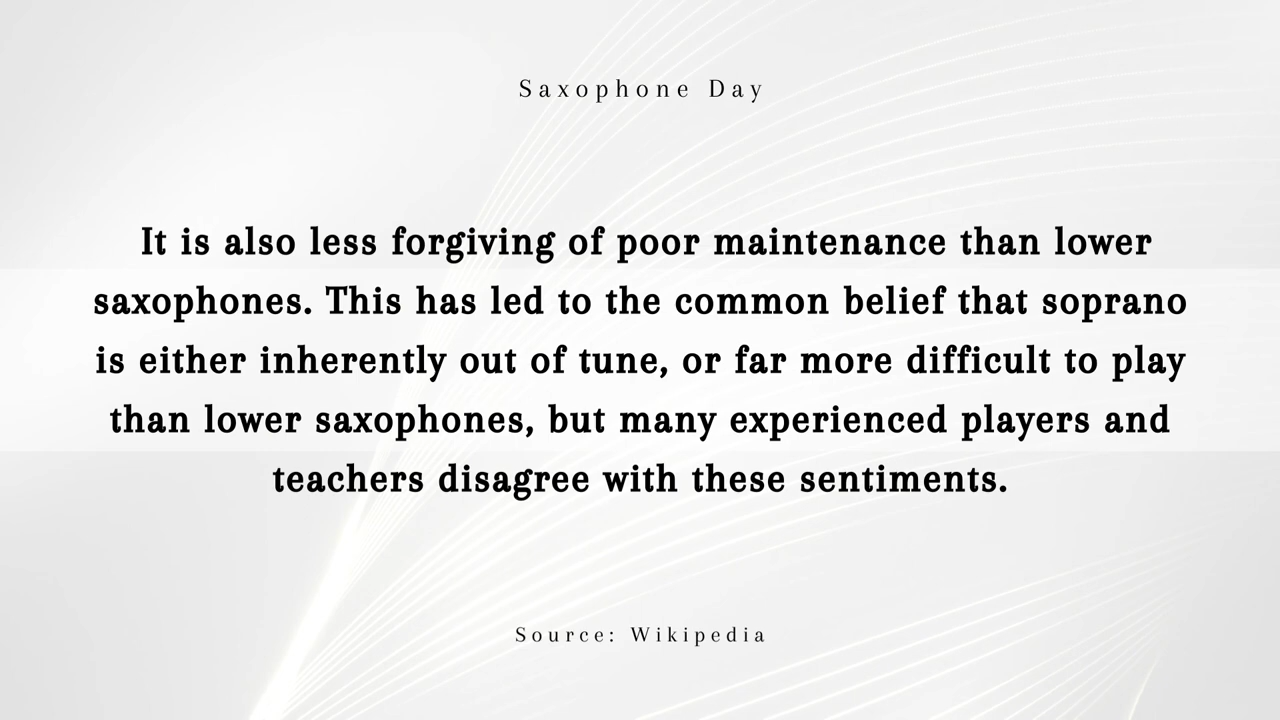 Saxophone Day
It is also less forgiving of poor maintenance than lower
saxophones. This has led to the common belief that soprano
is either inherently out of tune, or far more difficult to play
than lower saxophones, but many experienced players and
teachers disagree with these sentiments.
Source: Wikipedia